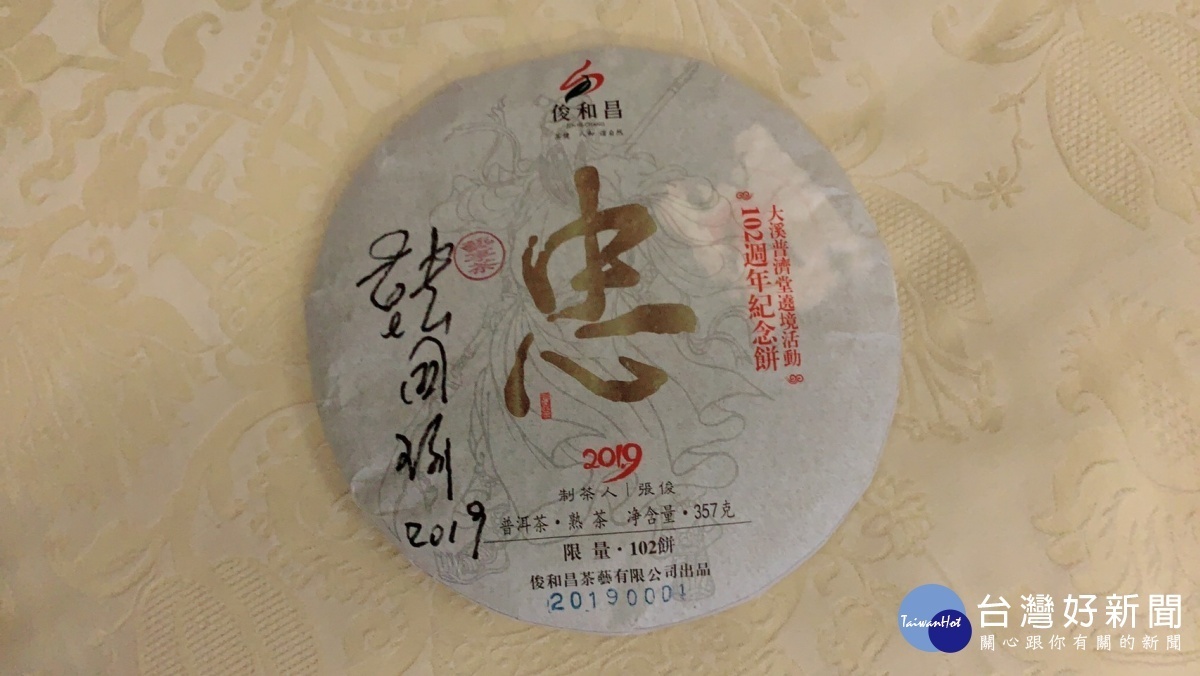 俊和昌
忠
大溪普濟堂遶境活動
102週年紀念餅
2019
制茶人｜張俊
普洱茶·熟茶 净含量·357克
限量·102餅
俊和昌茶藝有限公司出品
20190001
2019
TaiwanHot
台灣好新聞
關心跟你有關的新聞